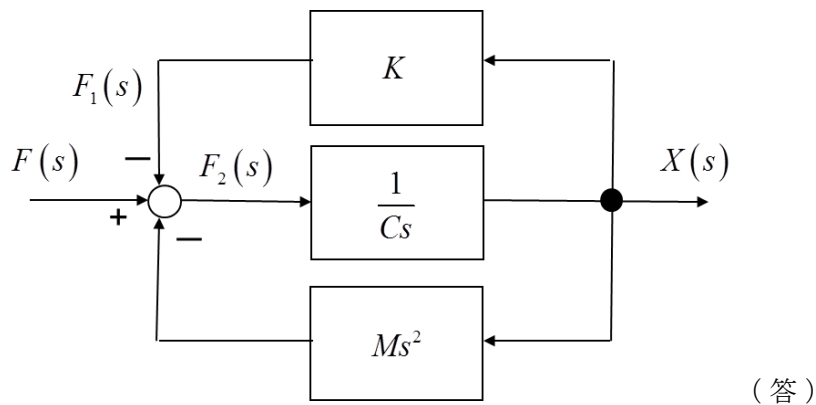 K
F₁(s)
F(s)
−
F₂(s)
1
Cs
X(s)
+
−
Ms²
（答）